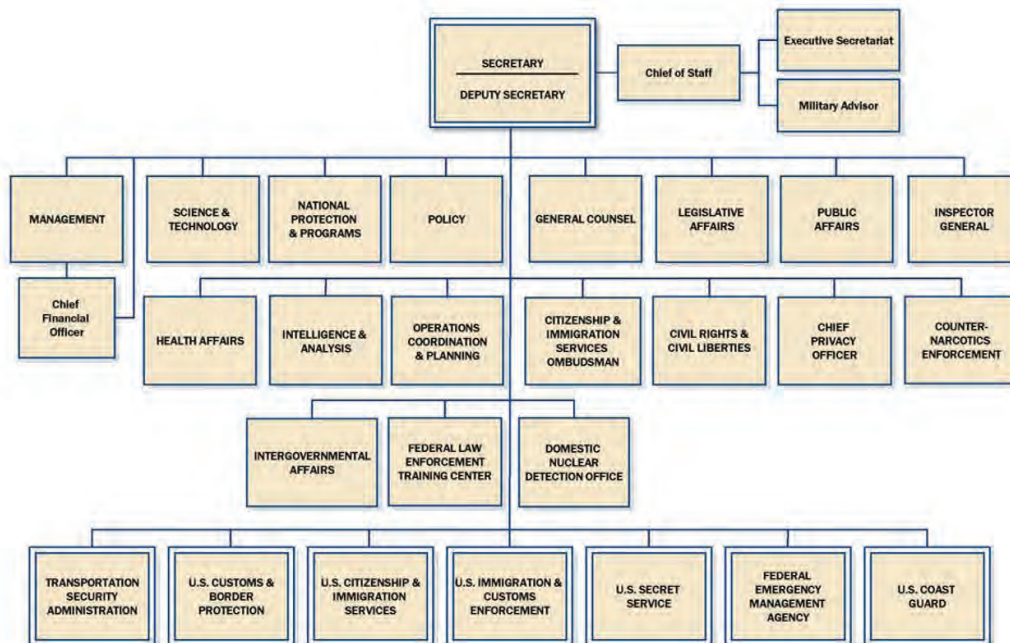 SECRETARY
DEPUTY SECRETARY
Chief of Staff
Executive Secretariat
Military Advisor
MANAGEMENT
SCIENCE &
TECHNOLOGY
NATIONAL
PROTECTION
& PROGRAMS
POLICY
GENERAL COUNSEL
LEGISLATIVE
AFFAIRS
PUBLIC
AFFAIRS
INSPECTOR
GENERAL
Chief
Financial
Officer
HEALTH AFFAIRS
INTELLIGENCE &
ANALYSIS
OPERATIONS
COORDINATION
& PLANNING
CITIZENSHIP &
IMMIGRATION
SERVICES
OMBUDSMAN
CIVIL RIGHTS &
CIVIL LIBERTIES
CHIEF
PRIVACY
OFFICER
COUNTER-
NARCOTICS
ENFORCEMENT
INTERGOVERNMENTAL
AFFAIRS
FEDERAL LAW
ENFORCEMENT
TRAINING CENTER
DOMESTIC
NUCLEAR
DETECTION OFFICE
TRANSPORTATION
SECURITY
ADMINISTRATION
U.S. CUSTOMS &
BORDER
PROTECTION
U.S. CITIZENSHIP &
IMMIGRATION
SERVICES
U.S. IMMIGRATION &
CUSTOMS
ENFORCEMENT
U.S. SECRET
SERVICE
FEDERAL
EMERGENCY
MANAGEMENT
AGENCY
U.S. COAST
GUARD